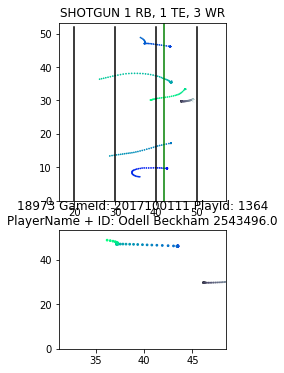 SHOTGUN 1 RB, 1 TE, 3 WR
50
40
30
20
10
0
20 30 40 50
18973 GameId: 2017100111 PlayId: 1364
PlayerName + ID: Odell Beckham 2543496.0
40
20
0
35 40 45